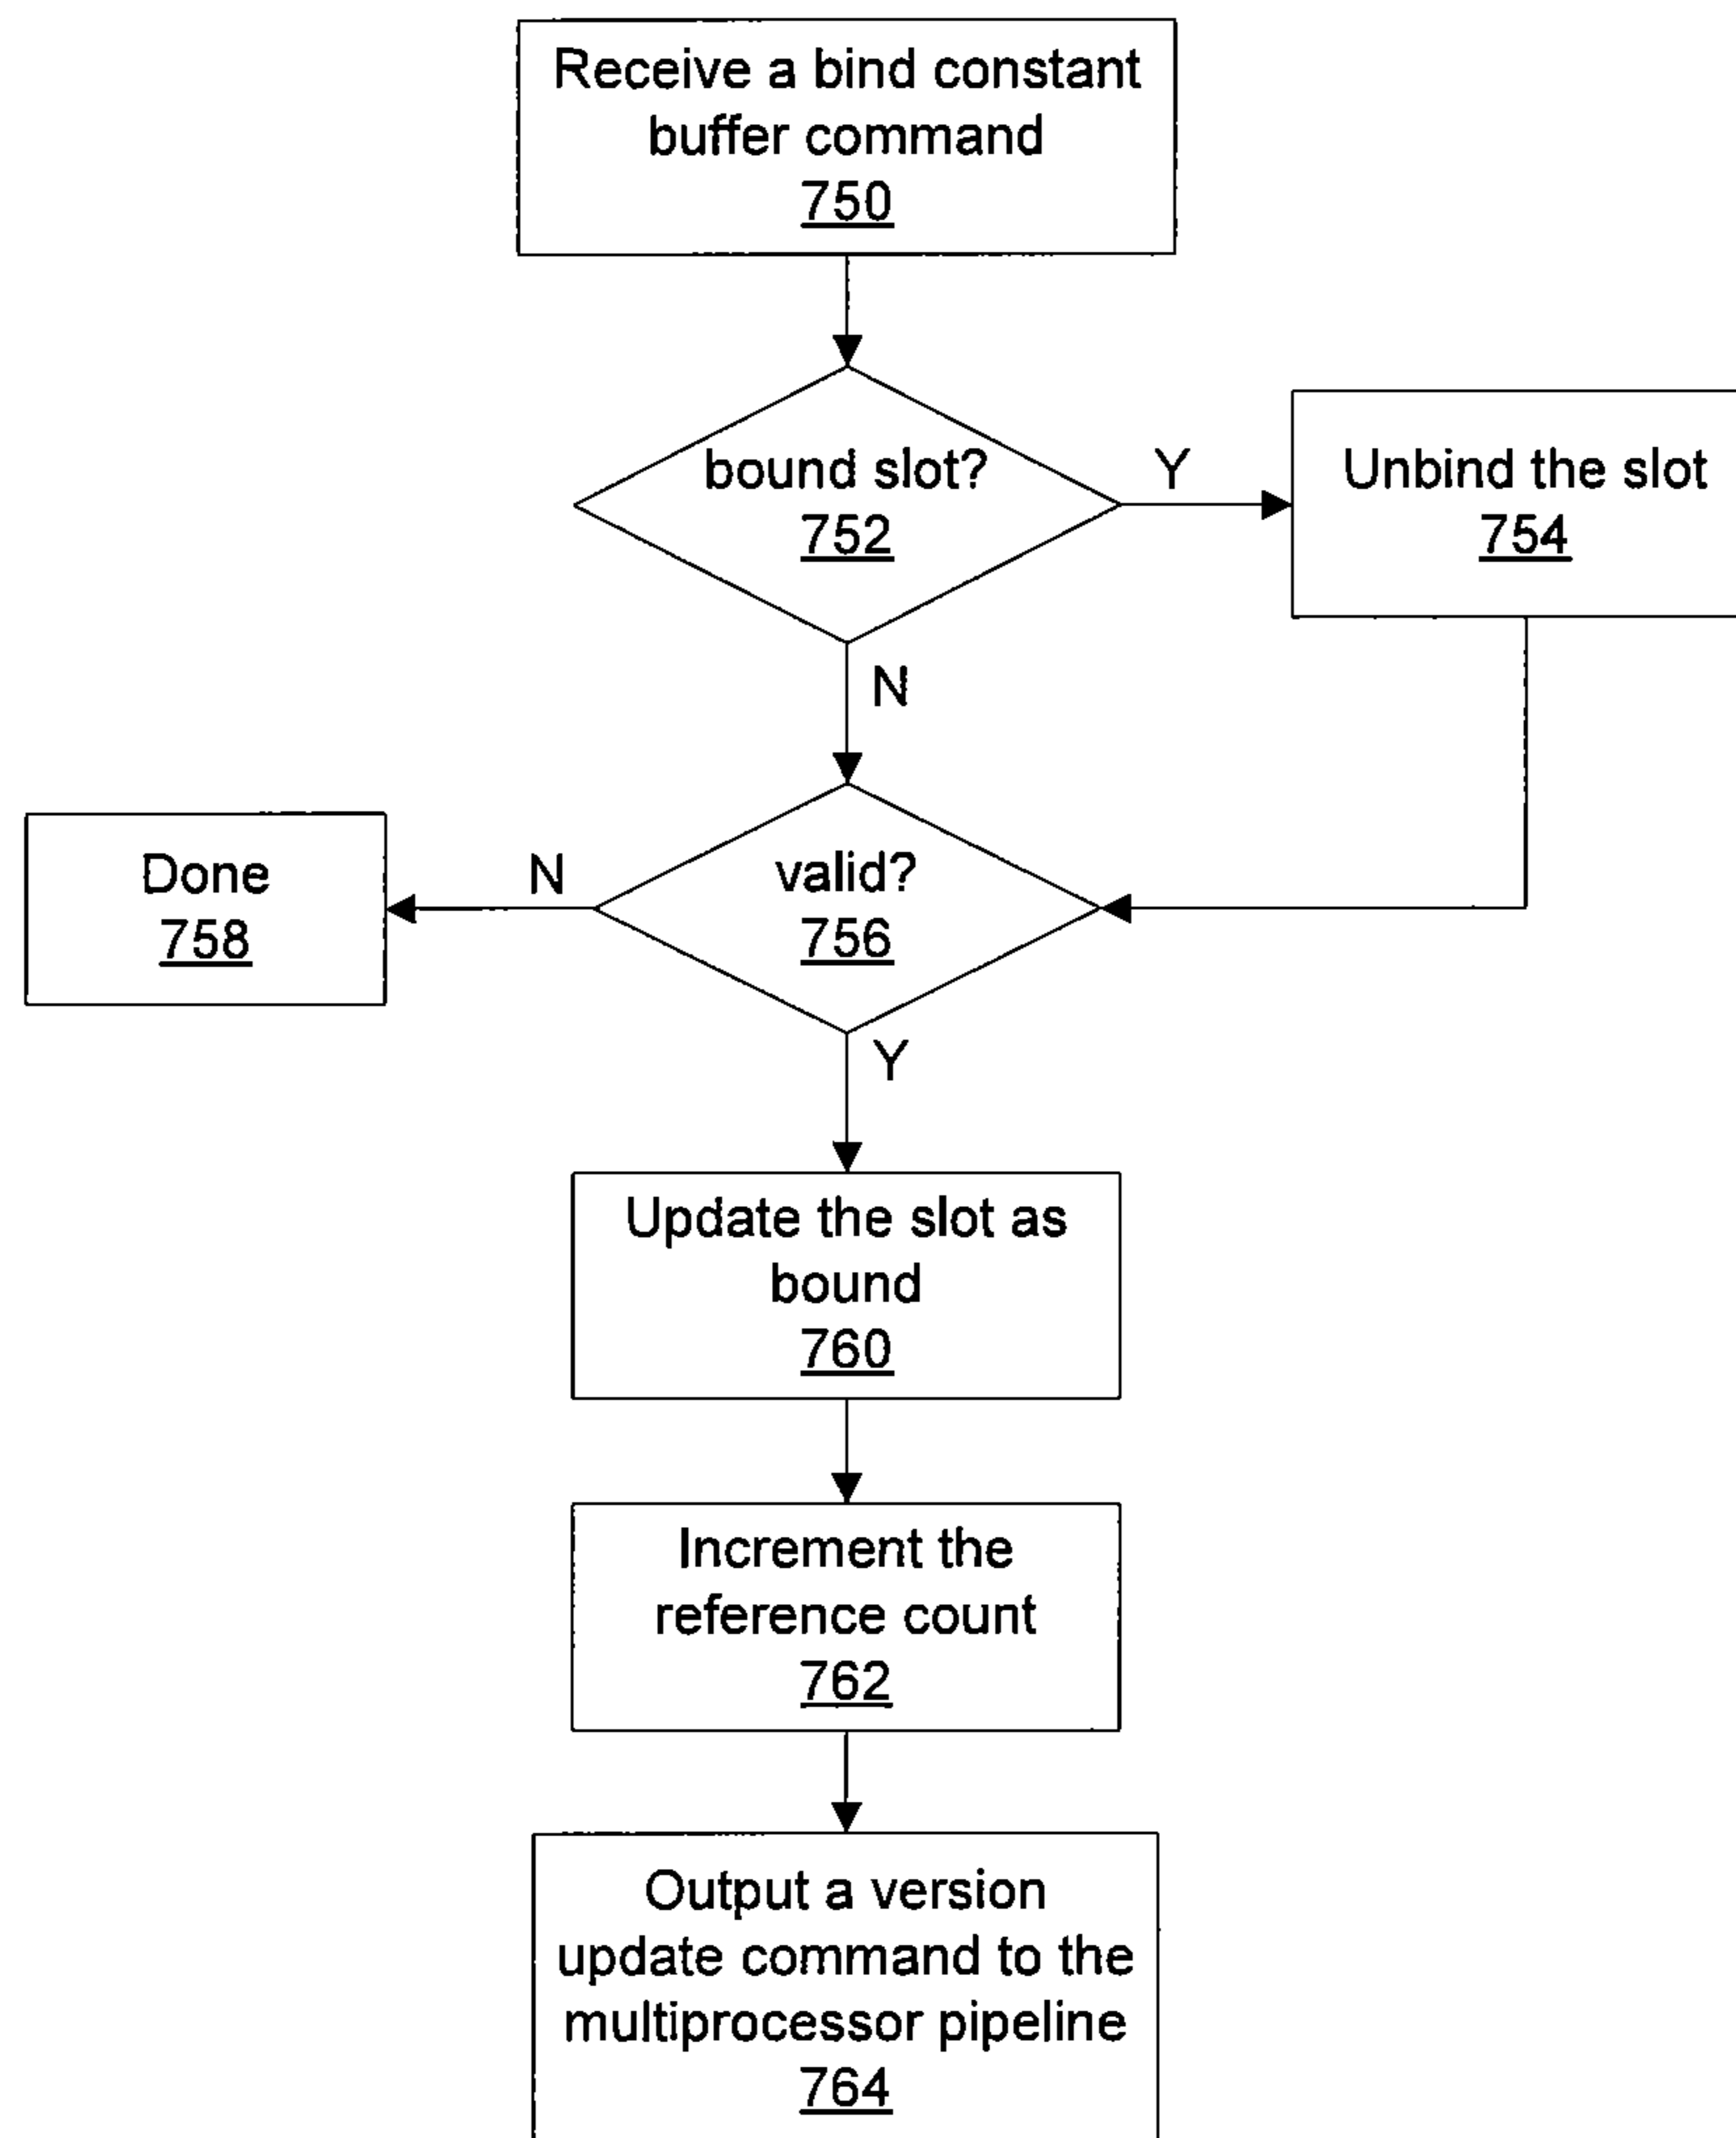 Receive a bind constant
buffer command
750
bound slot?
752
Y
Unbind the slot
754
N
Done
758
N
valid?
756
Y
Update the slot as
bound
760
Increment the
reference count
762
Output a version
update command to the
multiprocessor pipeline
764